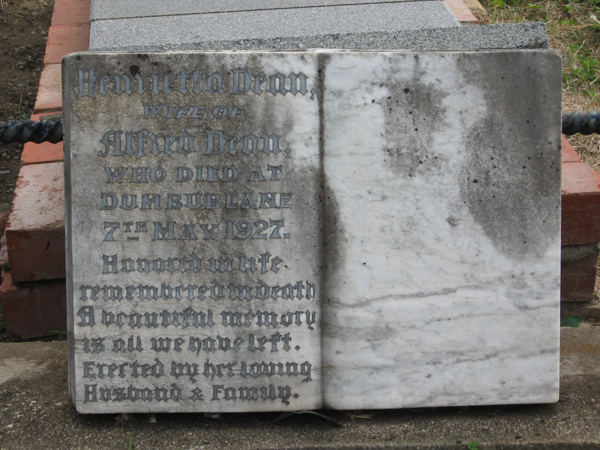 Henrietta Dean,
WIFE OF
Alfred Dean,
WHO DIED AT
DUMBUBLANE
7TH MAY 1927.
Honored in life
remembered in death
A beautiful memory
is all we have left.
Erected by her loving
Husband & Family.